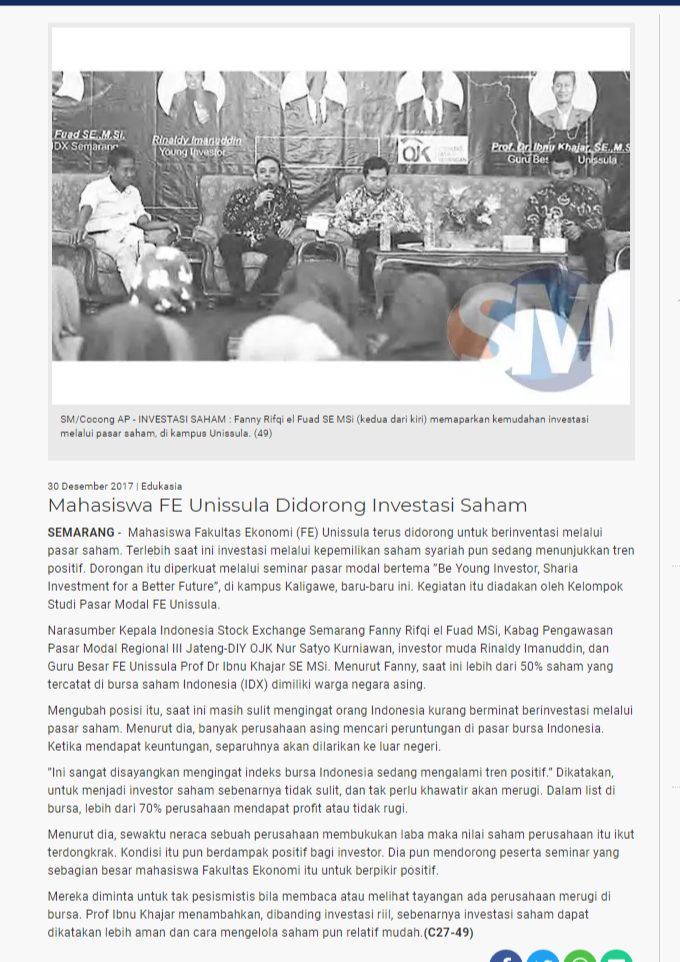 Fuad SE.,M.Si.
IDX Semarang
Rinaldy Imanuddin
Young Investor
OJK
Prof. Dr. Ibnu Khajar, SE.,M.S
Guru Bes Unissula
SM
SM/Cocong AP - INVESTASI SAHAM : Fanny Rifqi el Fuad SE MSi (kedua dari kiri) memaparkan kemudahan investasi
melalui pasar saham, di kampus Unissula. (49)
30 Desember 2017 | Edukasia
Mahasiswa FE Unissula Didorong Investasi Saham
SEMARANG - Mahasiswa Fakultas Ekonomi (FE) Unissula terus didorong untuk berinventasi melalui
pasar saham. Terlebih saat ini investasi melalui kepemilikan saham syariah pun sedang menunjukkan tren
positif. Dorongan itu diperkuat melalui seminar pasar modal bertema "Be Young Investor, Sharia
Investment for a Better Future", di kampus Kaligawe, baru-baru ini. Kegiatan itu diadakan oleh Kelompok
Studi Pasar Modal FE Unissula.
Narasumber Kepala Indonesia Stock Exchange Semarang Fanny Rifqi el Fuad MSi, Kabag Pengawasan
Pasar Modal Regional III Jateng-DIY OJK Nur Satyo Kurniawan, investor muda Rinaldy Imanuddin, dan
Guru Besar FE Unissula Prof Dr Ibnu Khajar SE MSi. Menurut Fanny, saat ini lebih dari 50% saham yang
tercatat di bursa saham Indonesia (IDX) dimiliki warga negara asing.
Mengubah posisi itu, saat ini masih sulit mengingat orang Indonesia kurang berminat berinvestasi melalui
pasar saham. Menurut dia, banyak perusahaan asing mencari peruntungan di pasar bursa Indonesia.
Ketika mendapat keuntungan, separuhnya akan dilarikan ke luar negeri.
"Ini sangat disayangkan mengingat indeks bursa Indonesia sedang mengalami tren positif." Dikatakan,
untuk menjadi investor saham sebenarnya tidak sulit, dan tak perlu khawatir akan merugi. Dalam list di
bursa, lebih dari 70% perusahaan mendapat profit atau tidak rugi.
Menurut dia, sewaktu neraca sebuah perusahaan membukukan laba maka nilai saham perusahaan itu ikut
terdongkrak. Kondisi itu pun berdampak positif bagi investor. Dia pun mendorong peserta seminar yang
sebagian besar mahasiswa Fakultas Ekonomi itu untuk berpikir positif.
Mereka diminta untuk tak pesismistis bila membaca atau melihat tayangan ada perusahaan merugi di
bursa. Prof Ibnu Khajar menambahkan, dibanding investasi riil, sebenarnya investasi saham dapat
dikatakan lebih aman dan cara mengelola saham pun relatif mudah.(C27-49)